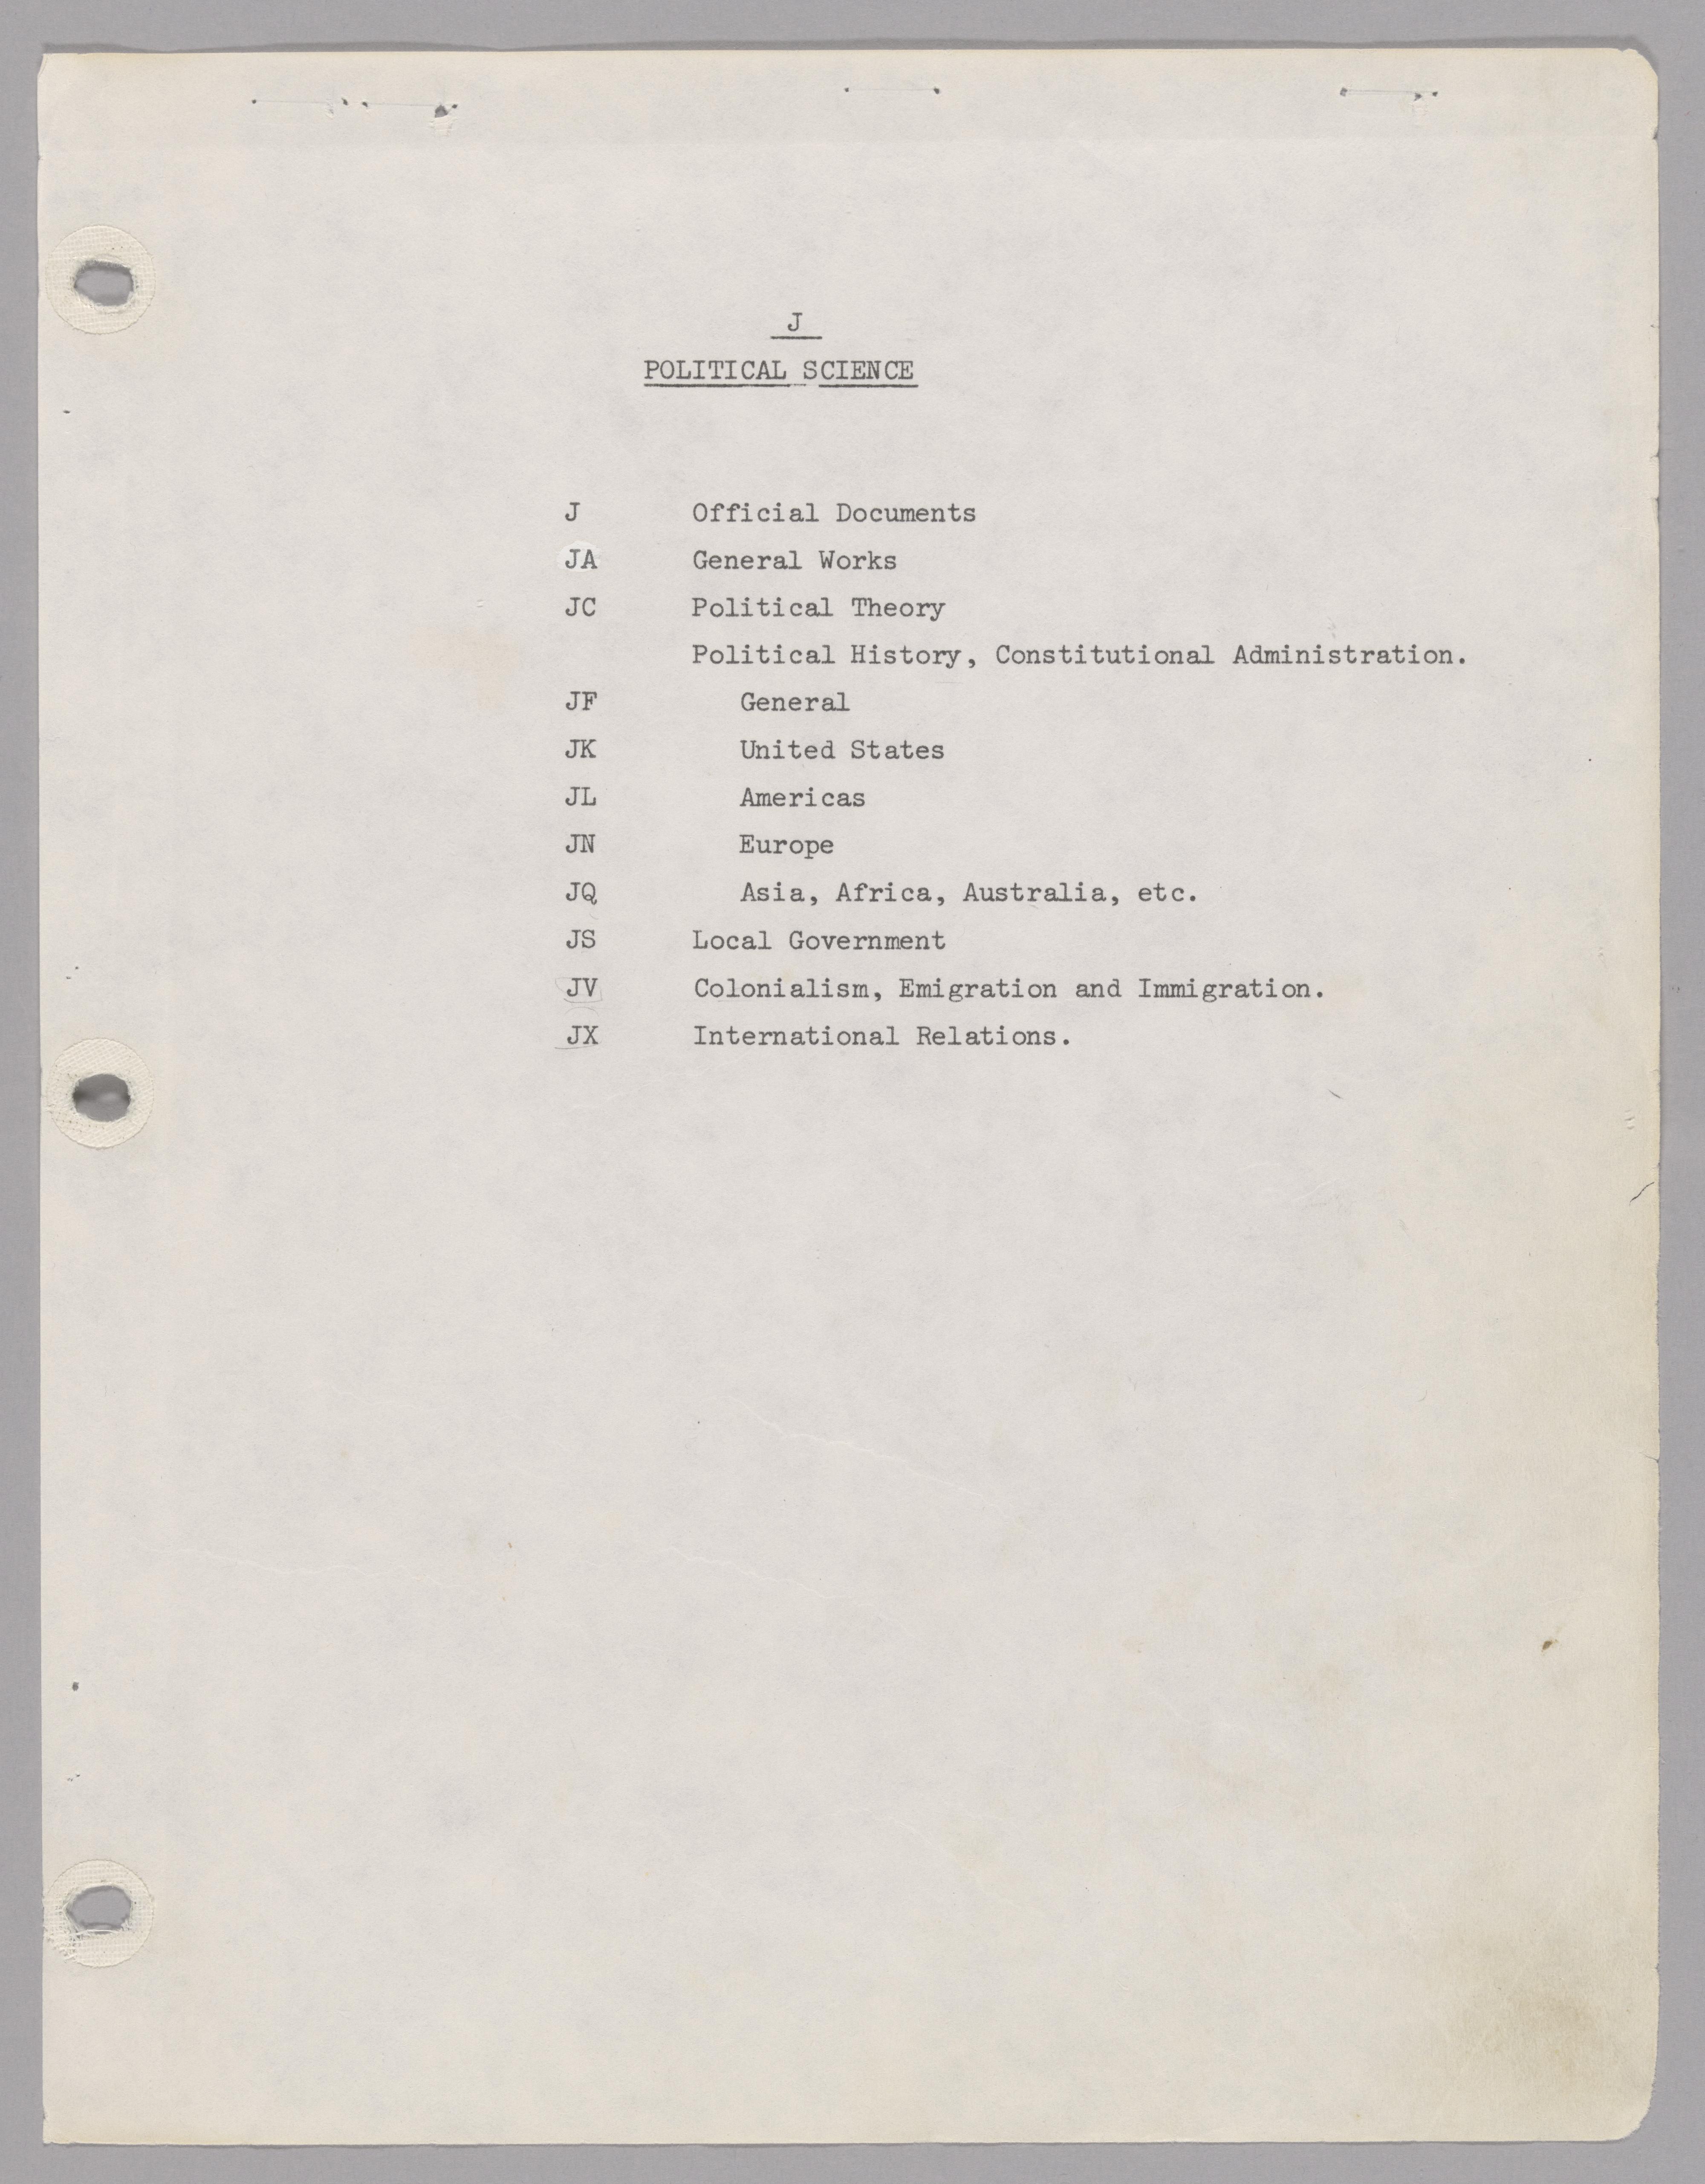 J
POLITICAL SCIENCE
J Official Documents
JA General Works
JC Political Theory
Political History, Constitutional Administration.
JF General
JK United States
JL Americas
JN Europe
JQ Asia, Africa, Australia, etc.
JS Local Government
JV Colonialism, Emigration and Immigration.
JX International Relations.